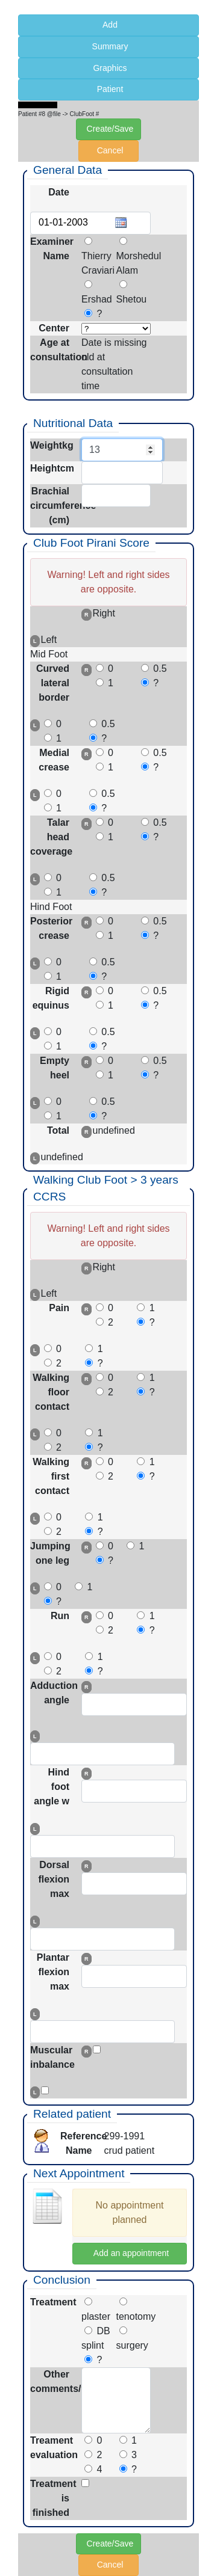 Add
Summary
Graphics
Patient
Patient #8 @file -> ClubFoot #
Create/Save
Cancel
General Data
Date
01-01-2003
Examiner Name
Thierry Craviari
Morshedul Alam
Ershad
Shetou
?
Center
?
Age at consultation
Date is missing
old at
consultation
time
Nutritional Data
Weightkg
13
Heightcm
Brachial circumference (cm)
Club Foot Pirani Score
Warning! Left and right sides
are opposite.
R Right
L Left
Mid Foot
Curved lateral border
R 0 0.5
1 ?
L 0 0.5
1 ?
Medial crease
R 0 0.5
1 ?
L 0 0.5
1 ?
Talar head coverage
R 0 0.5
1 ?
L 0 0.5
1 ?
Hind Foot
Posterior crease
R 0 0.5
1 ?
L 0 0.5
1 ?
Rigid equinus
R 0 0.5
1 ?
L 0 0.5
1 ?
Empty heel
R 0 0.5
1 ?
L 0 0.5
1 ?
Total
R undefined
L undefined
Walking Club Foot > 3 years
CCRS
Warning! Left and right sides
are opposite.
R Right
L Left
Pain
R 0 1
2 ?
L 0 1
2 ?
Walking floor contact
R 0 1
2 ?
L 0 1
2 ?
Walking first contact
R 0 1
2 ?
L 0 1
2 ?
Jumping one leg
R 0 1
?
L 0 1
?
Run
R 0 1
2 ?
L 0 1
2 ?
Adduction angle
R
L
Hind foot angle w
R
L
Dorsal flexion max
R
L
Plantar flexion max
R
L
Muscular inbalance
R
L
Related patient
Reference 299-1991
Name crud patient
Next Appointment
No appointment
planned
Add an appointment
Conclusion
Treatment
plaster
tenotomy
DB splint
surgery
?
Other comments/
Treament evaluation
0 1
2 3
4 ?
Treatment is finished
Create/Save
Cancel